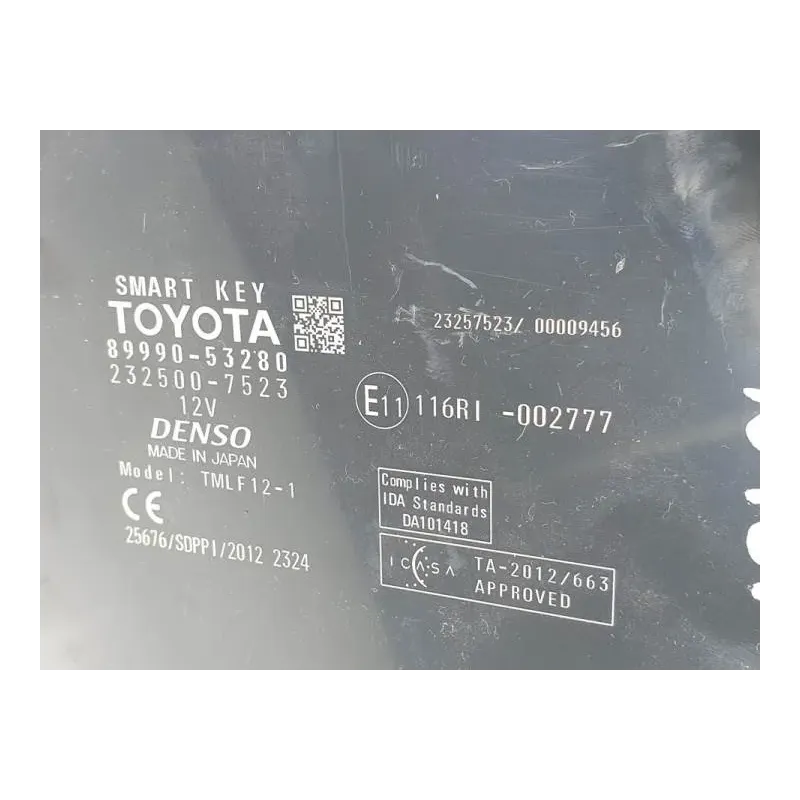 SMART KEY
TOYOTA
89990-53280
232500-7523
12V
DENSO
MADE IN JAPAN
Model: TMLF12-1
CE
25676/SDPPI/2012 2324
23257523/ 00009456
E11 116RI -002777
Complies with
IDA Standards
DA101418
ICASA TA-2012/663
APPROVED